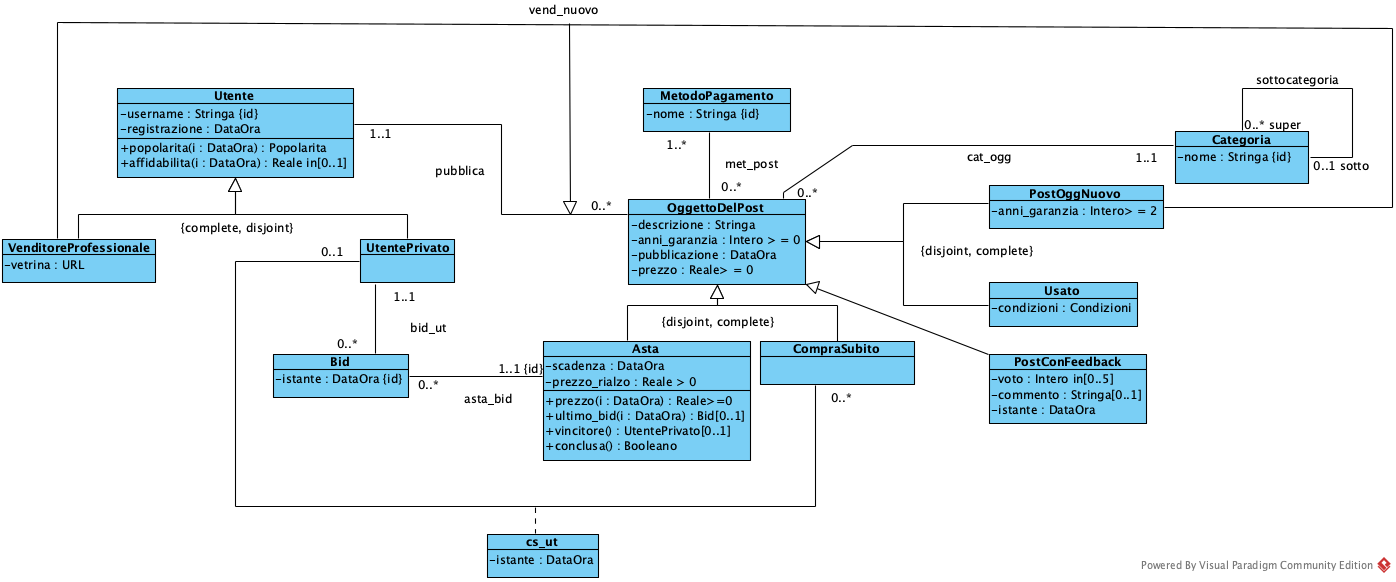 vend_nuovo
sottocategoria
Utente
-username : Stringa {id}
-registrazione : DataOra
+popolarita(i : DataOra) : Popolarita
+affidabilita(i : DataOra) : Reale in[0..1]
1..1
MetodoPagamento
-nome : Stringa {id}
1..*
met_post
0..*
0..* super
Categoria
-nome : Stringa {id}
0..1 sotto
1..1
cat_ogg
0..*
pubblica
0..*
PostOggNuovo
-anni_garanzia : Intero> = 2
{complete, disjoint}
OggettoDelPost
-descrizione : Stringa
-anni_garanzia : Intero > = 0
-pubblicazione : DataOra
-prezzo : Reale> = 0
VenditoreProfessionale
-vetrina : URL
0..1
UtentePrivato
{disjoint, complete}
Usato
-condizioni : Condizioni
1..1
bid_ut
0..*
{disjoint, complete}
Bid
-istante : DataOra {id}
1..1 {id}
0..*
asta_bid
Asta
-scadenza : DataOra
-prezzo_rialzo : Reale > 0
+prezzo(i : DataOra) : Reale>=0
+ultimo_bid(i : DataOra) : Bid[0..1]
+vincitore() : UtentePrivato[0..1]
+conclusa() : Booleano
CompraSubito
0..*
PostConFeedback
-voto : Intero in[0..5]
-commento : Stringa[0..1]
-istante : DataOra
cs_ut
-istante : DataOra
Powered By Visual Paradigm Community Edition